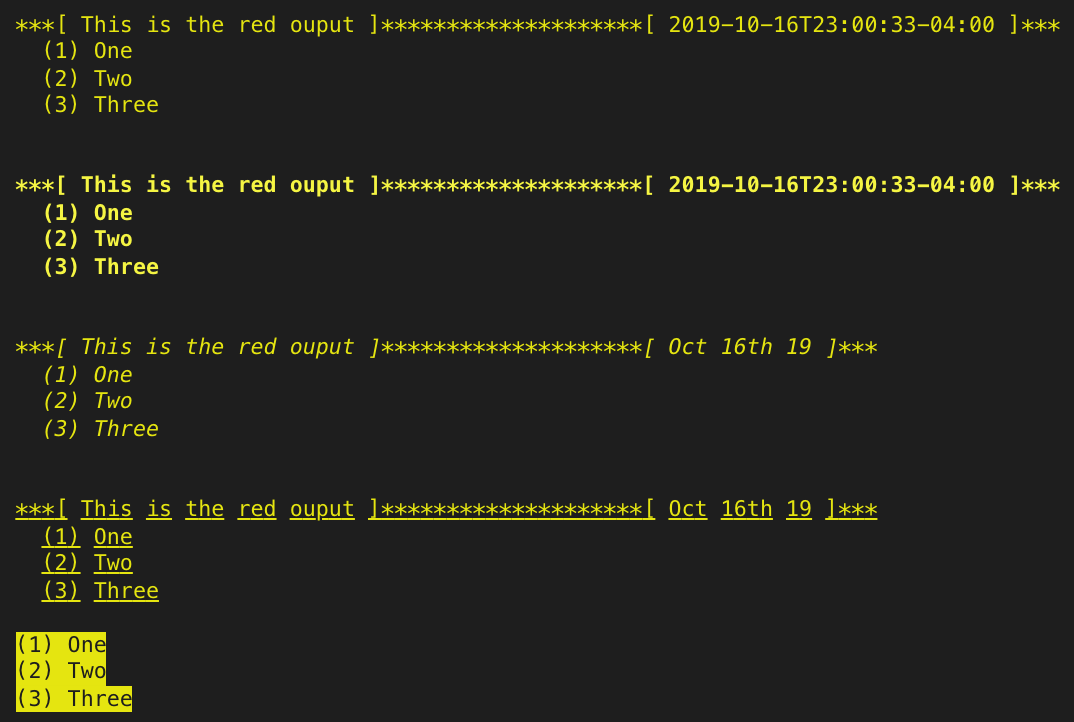 ***[ This is the red ouput ]********************[ 2019-10-16T23:00:33-04:00 ]***
(1) One
(2) Two
(3) Three
***[ This is the red ouput ]********************[ 2019-10-16T23:00:33-04:00 ]***
(1) One
(2) Two
(3) Three
***[ This is the red ouput ]********************[ Oct 16th 19 ]***
(1) One
(2) Two
(3) Three
***[ This is the red ouput ]********************[ Oct 16th 19 ]***
(1) One
(2) Two
(3) Three
(1) One
(2) Two
(3) Three